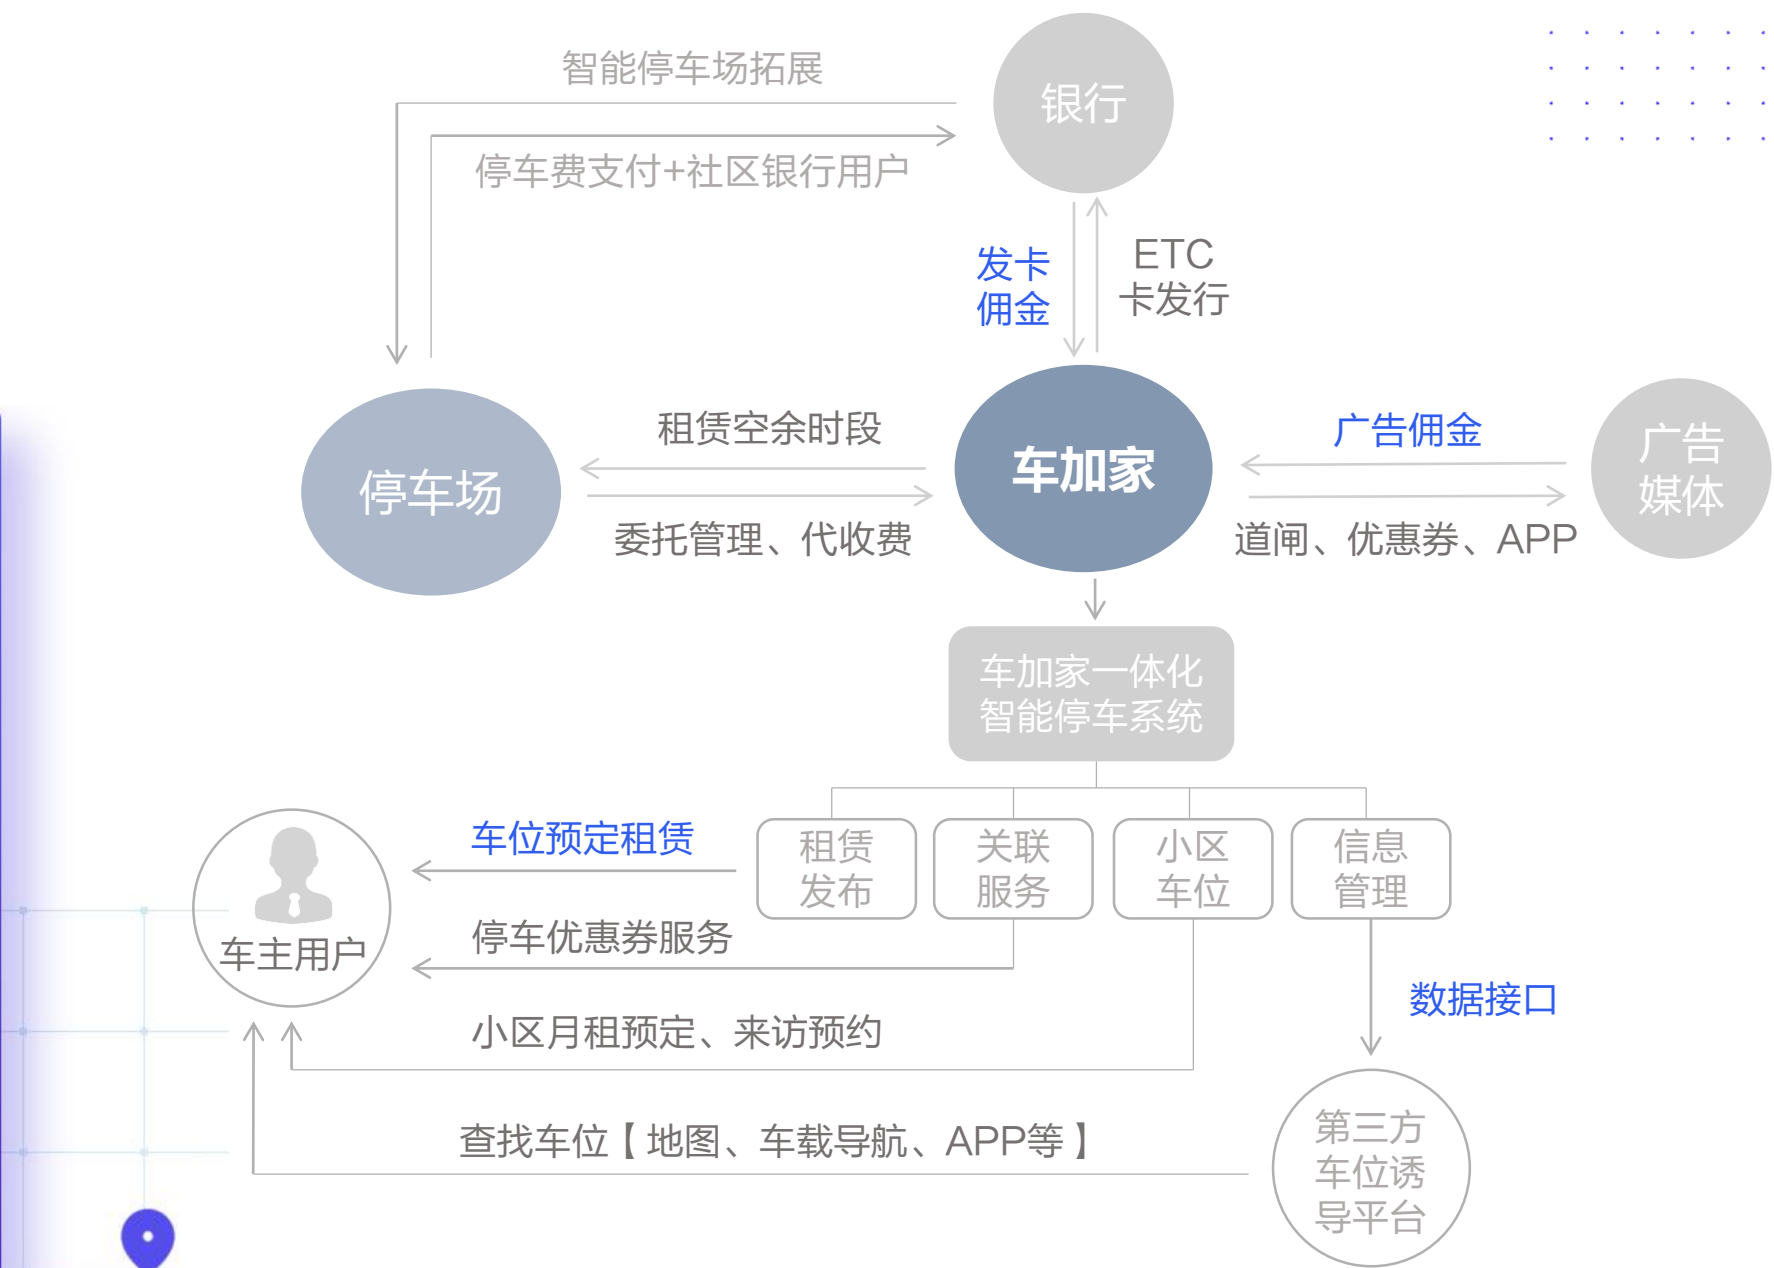 智能停车场拓展
银行
停车费支付+社区银行用户
发卡
佣金
ETC
卡发行
停车场
租赁空余时段
委托管理、代收费
车加家
广告佣金
道闸、优惠券、APP
广告
媒体
车加家一体化
智能停车系统
租赁
发布
关联
服务
小区
车位
信息
管理
车位预定租赁
停车优惠券服务
车主用户
小区月租预定、来访预约
数据接口
查找车位【地图、车载导航、APP等】
第三方
车位诱
导平台